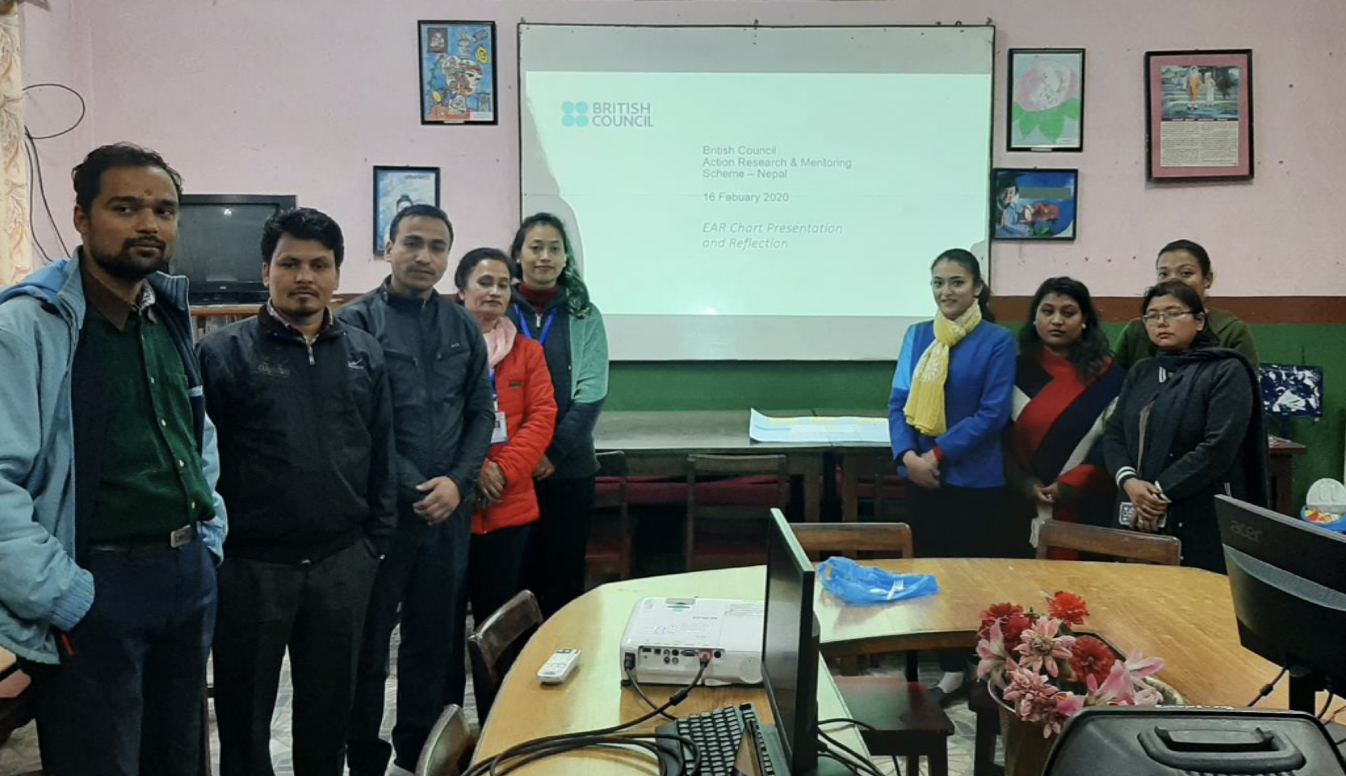 BRITISH
COUNCIL
British Council
Action Research & Mentoring
Scheme – Nepal
16 Febuary 2020
EAR Chart Presentation
and Reflection
acer